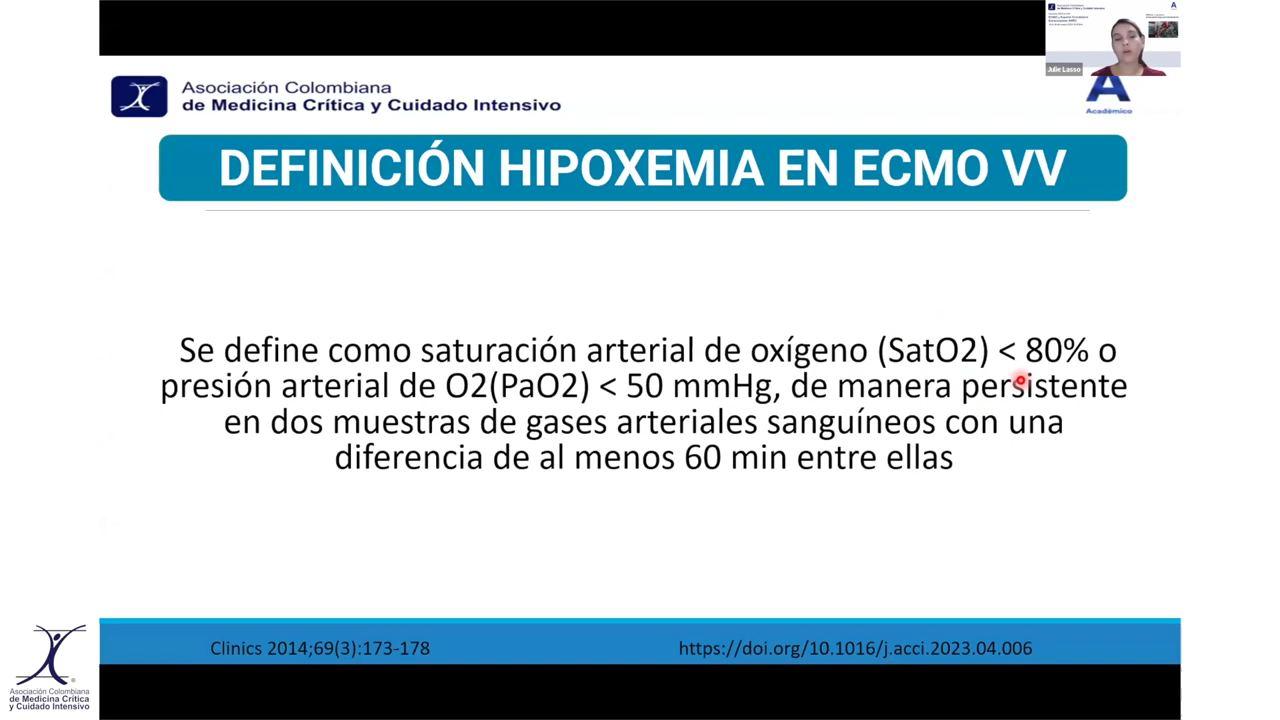 Asociación Colombiana
de Medicina Crítica y Cuidado Intensivo
Julie Lasso
A
Académico
DEFINICIÓN HIPOXEMIA EN ECMO VV
Se define como saturación arterial de oxígeno (SatO2) < 80% o
presión arterial de O2(PaO2) < 50 mmHg, de manera persistente
en dos muestras de gases arteriales sanguíneos con una
diferencia de al menos 60 min entre ellas
Clinics 2014;69(3):173-178
https://doi.org/10.1016/j.acci.2023.04.006
Asociación Colombiana
de Medicina Crítica
y Cuidado Intensivo